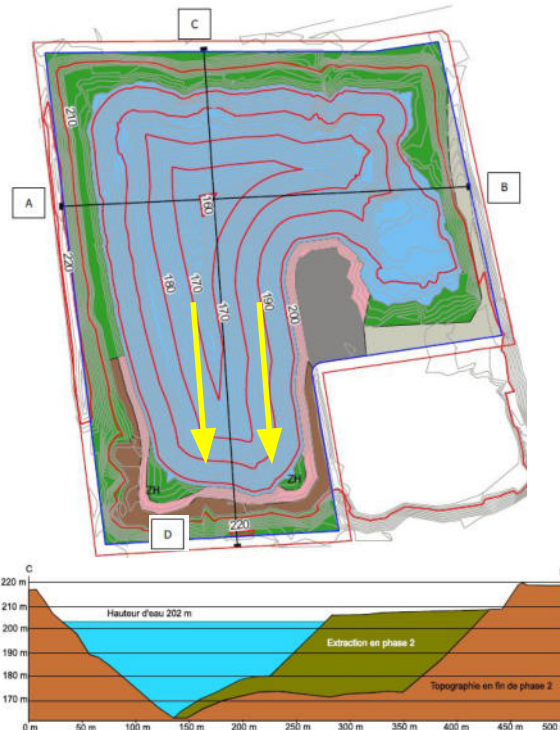 C
210
A
B
160
220
180
170
170
190
200
ZH
ZH
D
220
C
220 m
210 m
Hauteur d'eau 202 m
200 m
Extraction en phase 2
190 m
180 m
Topographie en fin de phase 2
170 m
0 m
50 m
100 m
150 m
200 m
250 m
300 m
350 m
400 m
450 m